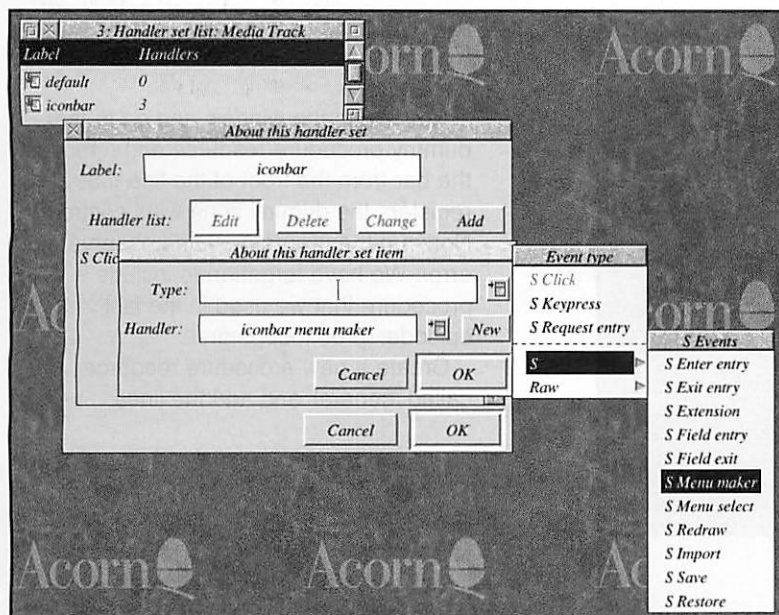 3: Handler set list: Media Track
Label Handlers
default 0
iconbar 3
About this handler set
Label: iconbar
Handler list: Edit Delete Change Add
S Clic
About this handler set item
Type:
Handler: iconbar menu maker New
Cancel OK
Cancel OK
Event type
S Click
S Keypress
S Request entry
S
Raw
S Events
S Enter entry
S Exit entry
S Extension
S Field entry
S Field exit
S Menu maker
S Menu select
S Redraw
S Import
S Save
S Restore
orn
Acorn
Ac
Acorn
Acorn
Ac